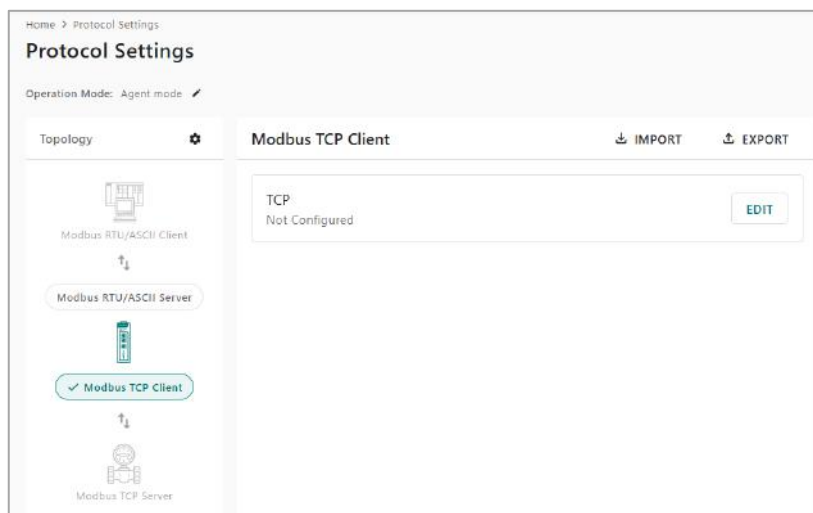 Home > Protocol Settings
Protocol Settings
Operation Mode: Agent mode
Topology
Modbus RTU/ASCII Client
Modbus RTU/ASCII Server
Modbus TCP Client
Modbus TCP Server
Modbus TCP Client
IMPORT
EXPORT
TCP
Not Configured
EDIT